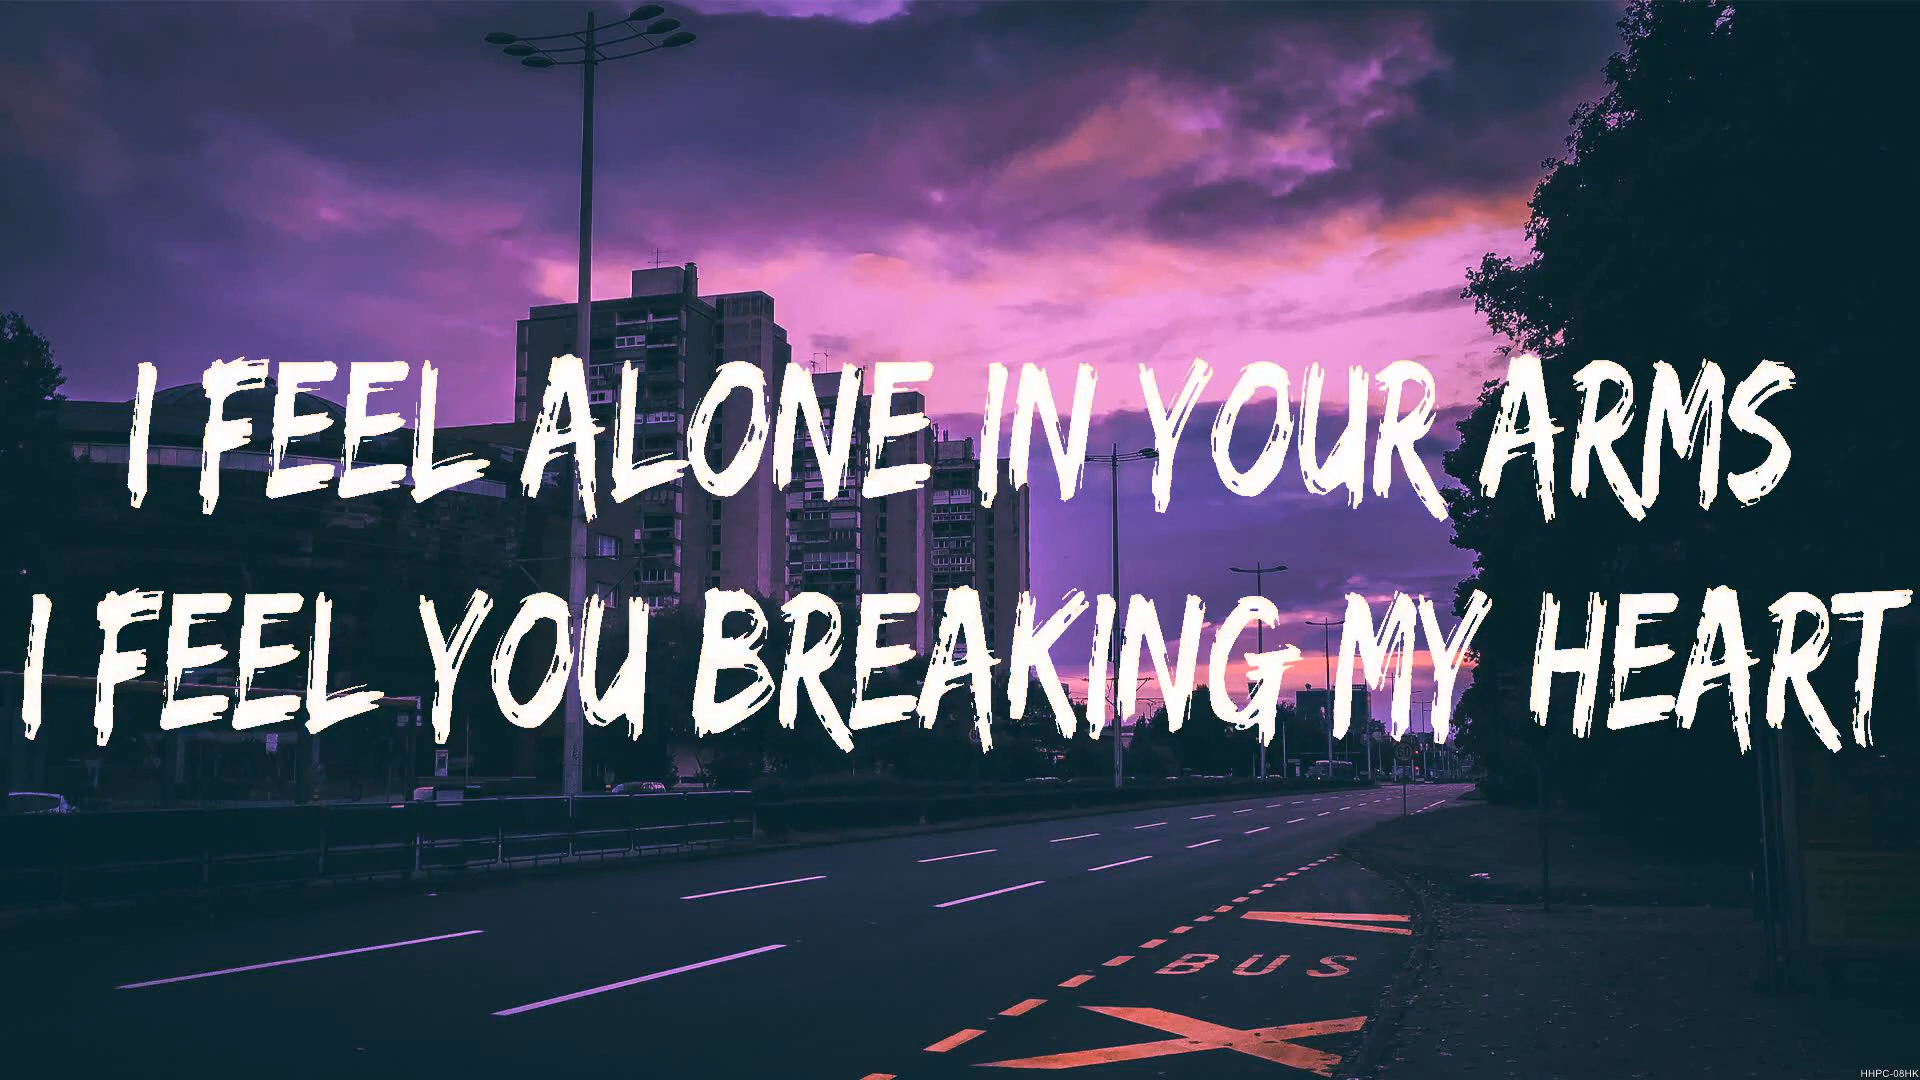 I FEEL ALONE IN YOUR ARMS
I FEEL YOU BREAKING MY HEART
BUS
HHPC-08HK